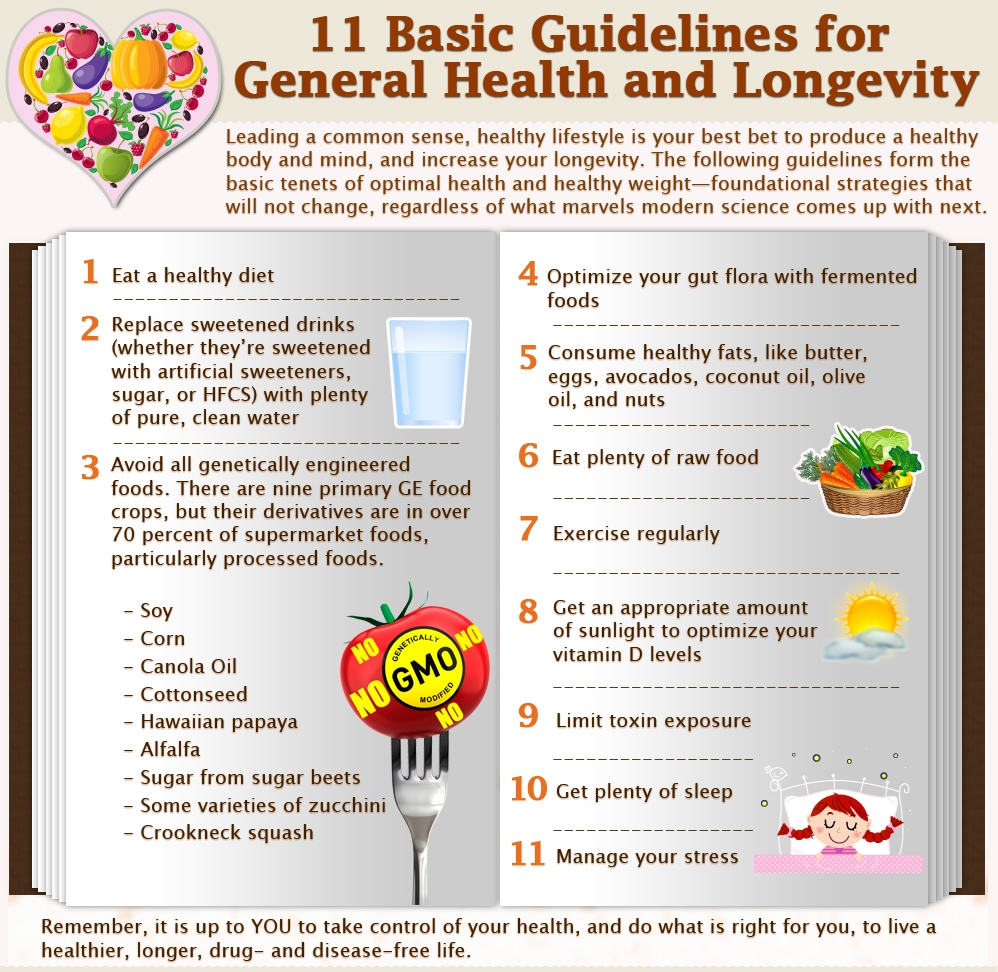 11 Basic Guidelines for
General Health and Longevity
Leading a common sense, healthy lifestyle is your best bet to produce a healthy
body and mind, and increase your longevity. The following guidelines form the
basic tenets of optimal health and healthy weight—foundational strategies that
will not change, regardless of what marvels modern science comes up with next.
1 Eat a healthy diet
2 Replace sweetened drinks
(whether they're sweetened
with artificial sweeteners,
sugar, or HFCS) with plenty
of pure, clean water
3 Avoid all genetically engineered
foods. There are nine primary GE food
crops, but their derivatives are in over
70 percent of supermarket foods,
particularly processed foods.
– Soy
– Corn
– Canola Oil
– Cottonseed
– Hawaiian papaya
– Alfalfa
– Sugar from sugar beets
– Some varieties of zucchini
– Crookneck squash
NO
NO
NO
NO
GENETICALLY
GMO
MODIFIED
4 Optimize your gut flora with fermented
foods
5 Consume healthy fats, like butter,
eggs, avocados, coconut oil, olive
oil, and nuts
6 Eat plenty of raw food
7 Exercise regularly
8 Get an appropriate amount
of sunlight to optimize your
vitamin D levels
9 Limit toxin exposure
10 Get plenty of sleep
11 Manage your stress
Remember, it is up to YOU to take control of your health, and do what is right for you, to live a
healthier, longer, drug– and disease–free life.